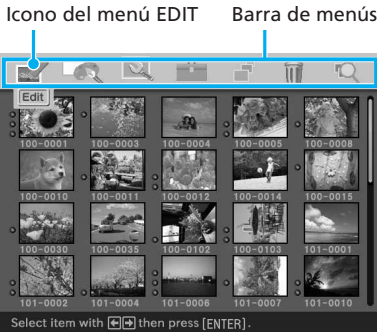 Icono del menú EDIT Barra de menús
Edit
100-0001 100-0003 100-0004 100-0005 100-0008
100-0010 100-0011 100-0012 100-0014 100-0015
100-0030 100-0035 100-0102 100-0103 101-0001
101-0002 101-0004 101-0006 101-0007 101-0010
Select item with then press [ENTER].